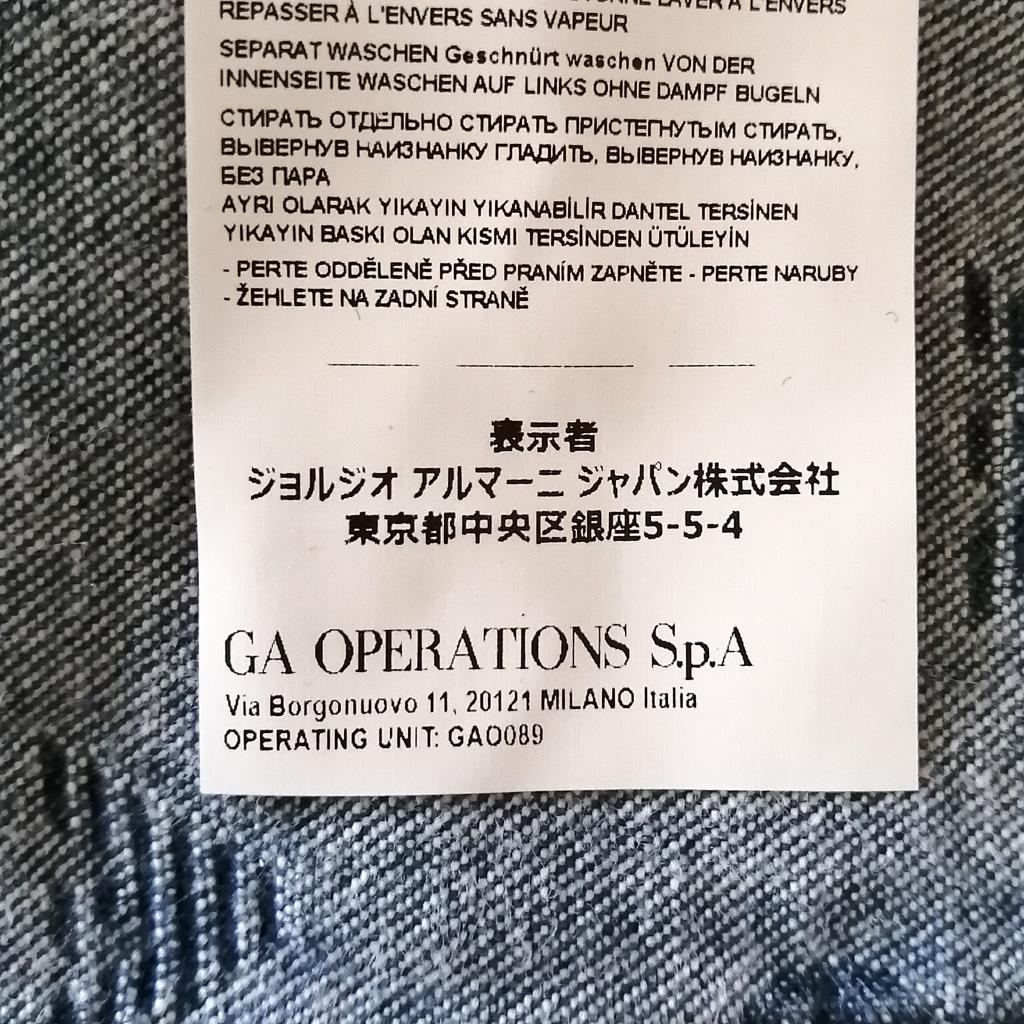 LAVER À L'ENVERS
REPASSER À L'ENVERS SANS VAPEUR
SEPARAT WASCHEN Geschnürt waschen VON DER
INNENSEITE WASCHEN AUF LINKS OHNE DAMPF BUGELN
СТИРАТЬ ОТДЕЛЬНО СТИРАТЬ ПРИСТЕГНУТЫМ СТИРАТЬ,
ВЫВЕРНУВ НАИЗНАНКУ ГЛАДИТЬ, ВЫВЕРНУВ НАИЗНАНКУ,
БЕЗ ПАРА
AYRI OLARAK YIKAYIN YIKANABİLİR DANTEL TERSİNEN
YIKAYIN BASKI OLAN KISMI TERSİNDEN ÜTÜLEYİN
- PERTE ODDĚLENĚ PŘED PRANÍM ZAPNĚTE - PERTE NARUBY
- ŽEHLETE NA ZADNÍ STRANĚ
表示者
ジョルジオ アルマーニ ジャパン株式会社
東京都中央区銀座5-5-4
GA OPERATIONS S.p.A
Via Borgonuovo 11, 20121 MILANO Italia
OPERATING UNIT: GAO089